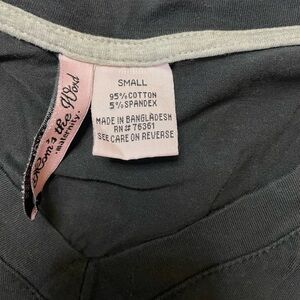 Mom's the Word
.maternity.
SMALL
95% COTTON
5% SPANDEX
MADE IN BANGLADESH
RN# 76361
SEE CARE ON REVERSE